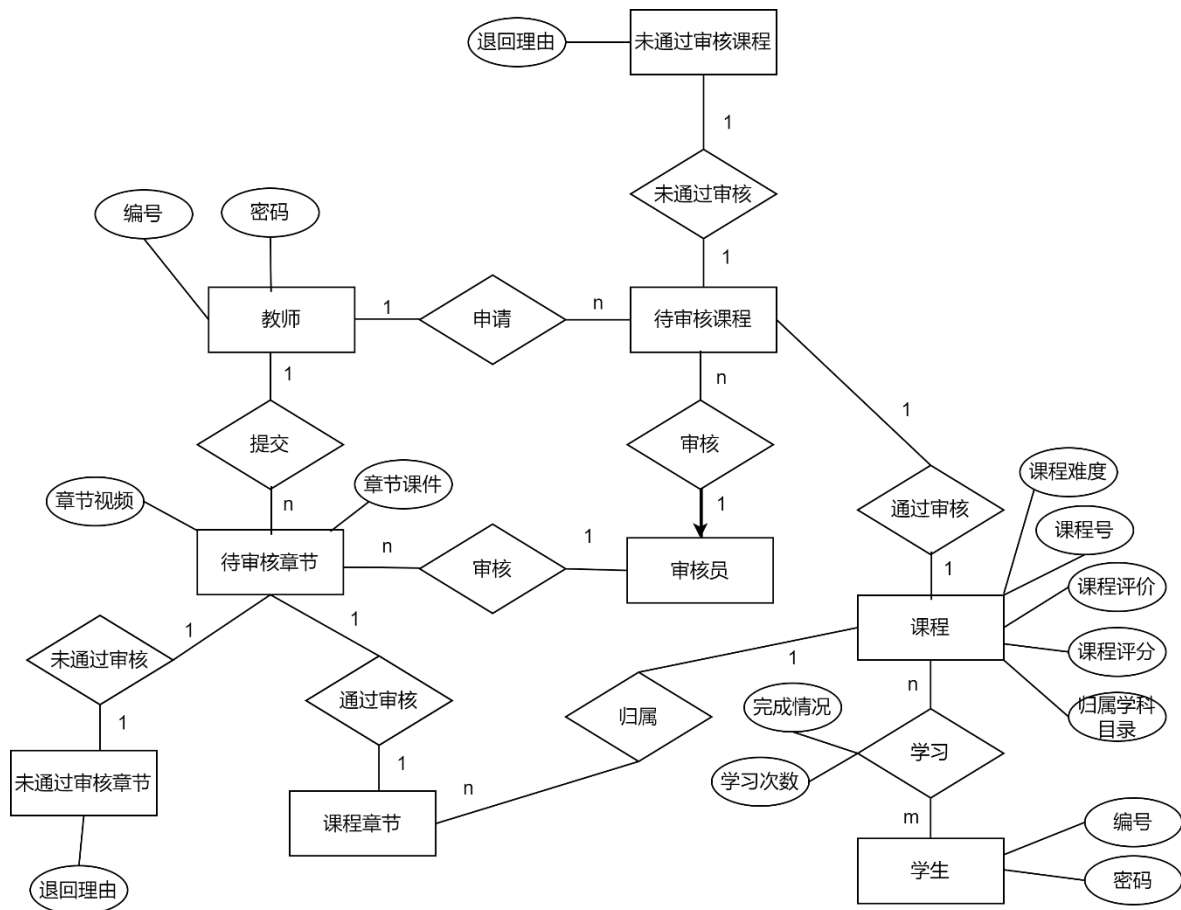 退回理由
未通过审核课程
1
未通过审核
1
编号
密码
教师
1
申请
n
待审核课程
1
提交
n
n
审核
1
1
通过审核
1
课程难度
课程号
课程评价
课程评分
归属学科
目录
课程
章节视频
章节课件
待审核章节
n
审核
1
审核员
1
未通过审核
1
未通过审核章节
退回理由
1
通过审核
1
课程章节
n
归属
1
n
完成情况
学习次数
学习
m
学生
编号
密码